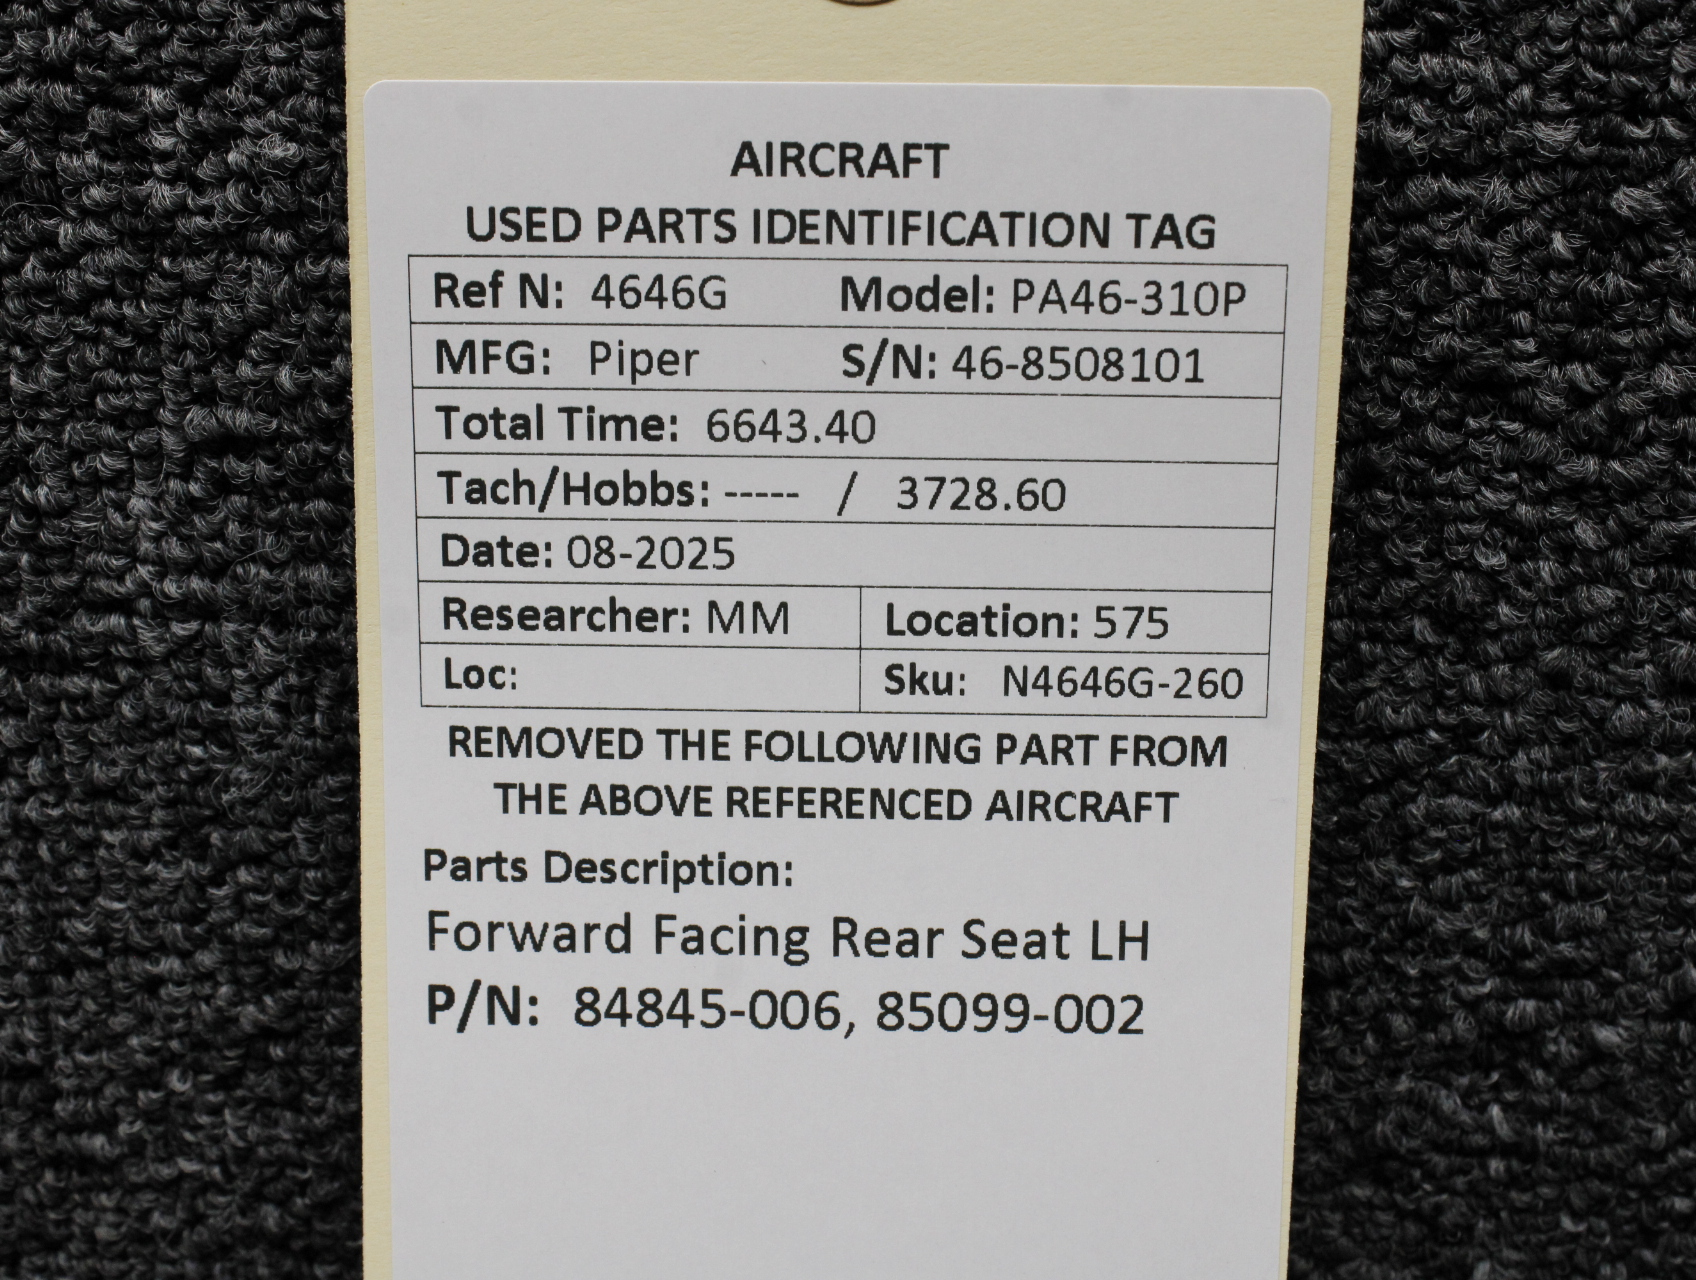 AIRCRAFT
USED PARTS IDENTIFICATION TAG
Ref N: 4646G Model: PA46-310P
MFG: Piper S/N: 46-8508101
Total Time: 6643.40
Tach/Hobbs: ----- / 3728.60
Date: 08-2025
Researcher: MM Location: 575
Loc: Sku: N4646G-260
REMOVED THE FOLLOWING PART FROM
THE ABOVE REFERENCED AIRCRAFT
Parts Description:
Forward Facing Rear Seat LH
P/N: 84845-006, 85099-002